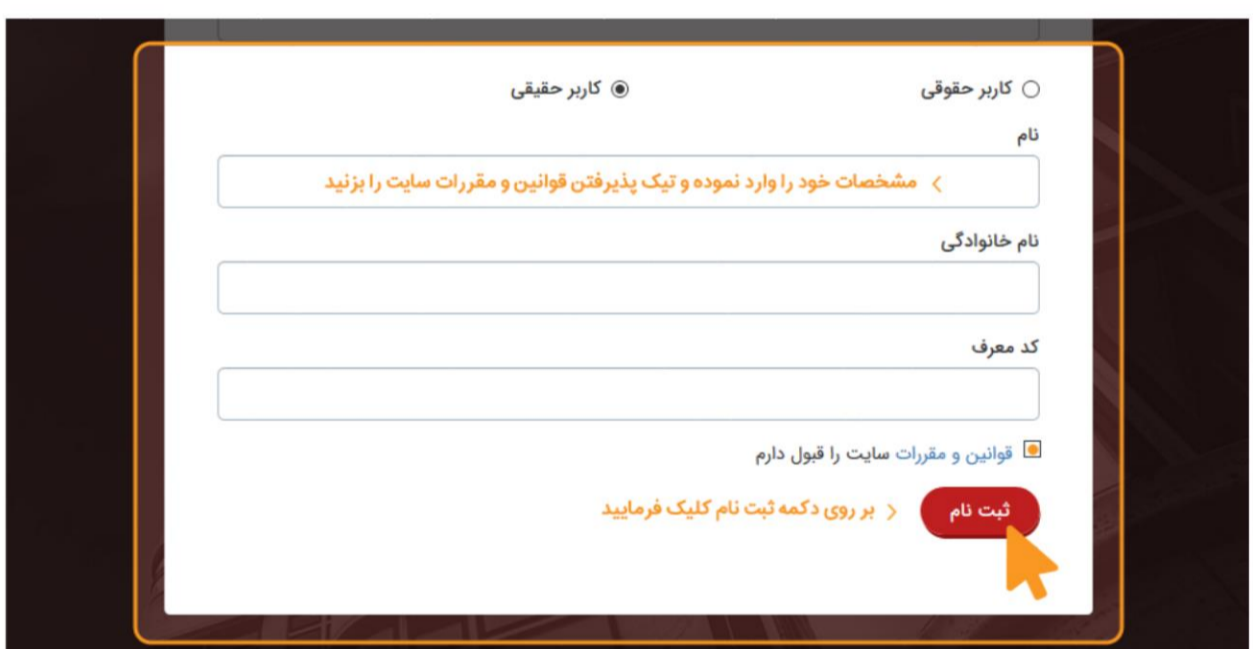 کاربر حقوقی
کاربر حقیقی
نام
مشخصات خود را وارد نموده و تیک پذیرفتن قوانین و مقررات سایت را بزنید
نام خانوادگی
کد معرف
قوانین و مقررات سایت را قبول دارم
ثبت نام
بر روی دکمه ثبت نام کلیک فرمایید